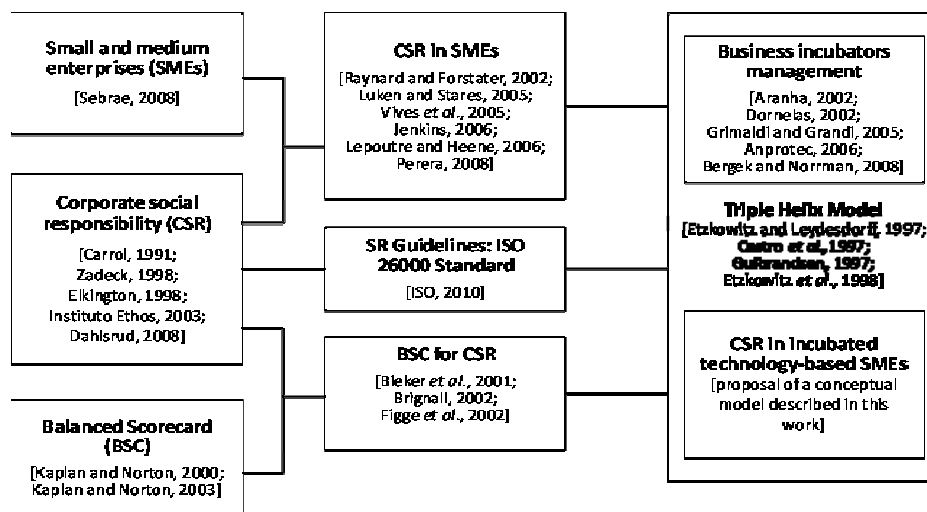 Small and medium
enterprises (SMEs)
[Sebrae, 2008]
Corporate social
responsibility (CSR)
[Carrol, 1991;
Zadeck, 1998;
Elkington, 1998;
Instituto Ethos, 2003;
Dahlsrud, 2008]
Balanced Scorecard
(BSC)
[Kaplan and Norton, 2000;
Kaplan and Norton, 2003]
CSR in SMEs
[Raynard and Forstater, 2002;
Luken and Stares, 2005;
Vives et al., 2005;
Jenkins, 2006;
Lepoutre and Heene, 2006;
Perera, 2008]
SR Guidelines: ISO
26000 Standard
[ISO, 2010]
BSC for CSR
[Bieker et al., 2001;
Brignall, 2002;
Figge et al., 2002]
Business incubators
management
[Aranha, 2002;
Dornelas, 2002;
Grimaldi and Grandi, 2005;
Anprotec, 2006;
Bergek and Norrman, 2008]
Triple Helix Model
[Etzkowitz and Leydesdorff, 1997;
Castro et al., 1997;
1997;
Etzkowitz et al., 1998]
CSR in incubated
technology-based SMEs
[proposal of a conceptual
model described in this
work]